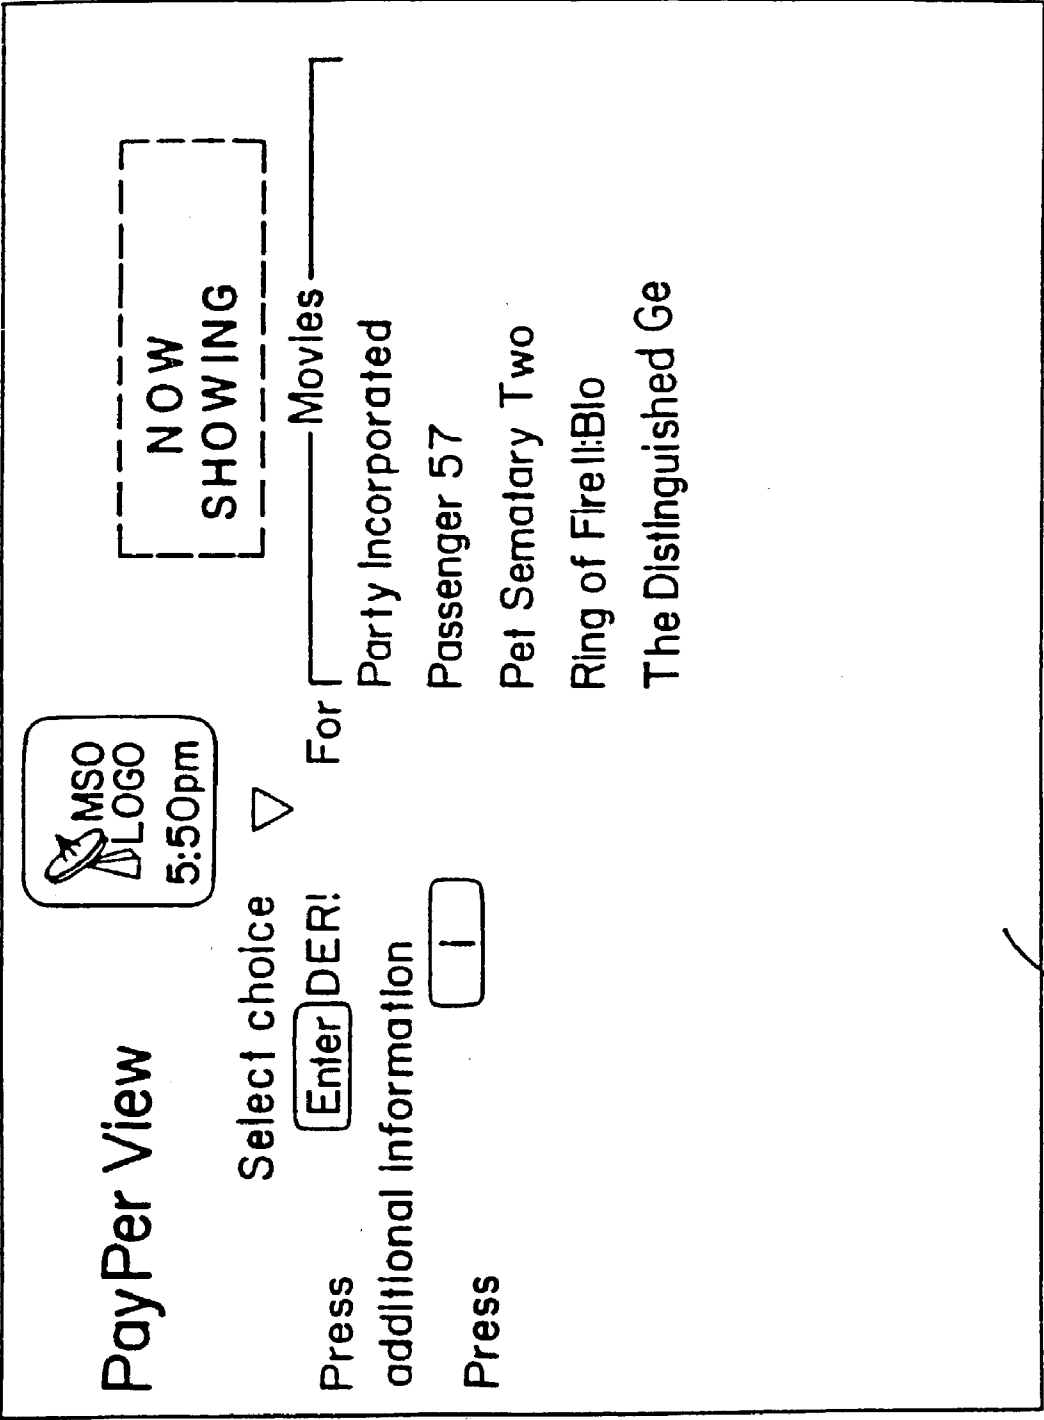 PayPer View
MSO
LOGO
5:50pm
NOW
SHOWING
Select choice
Press Enter DER! For
additional Information
Press i
Movies
Party Incorporated
Passenger 57
Pet Sematary Two
Ring of Fire II:Blo
The Distinguished Ge